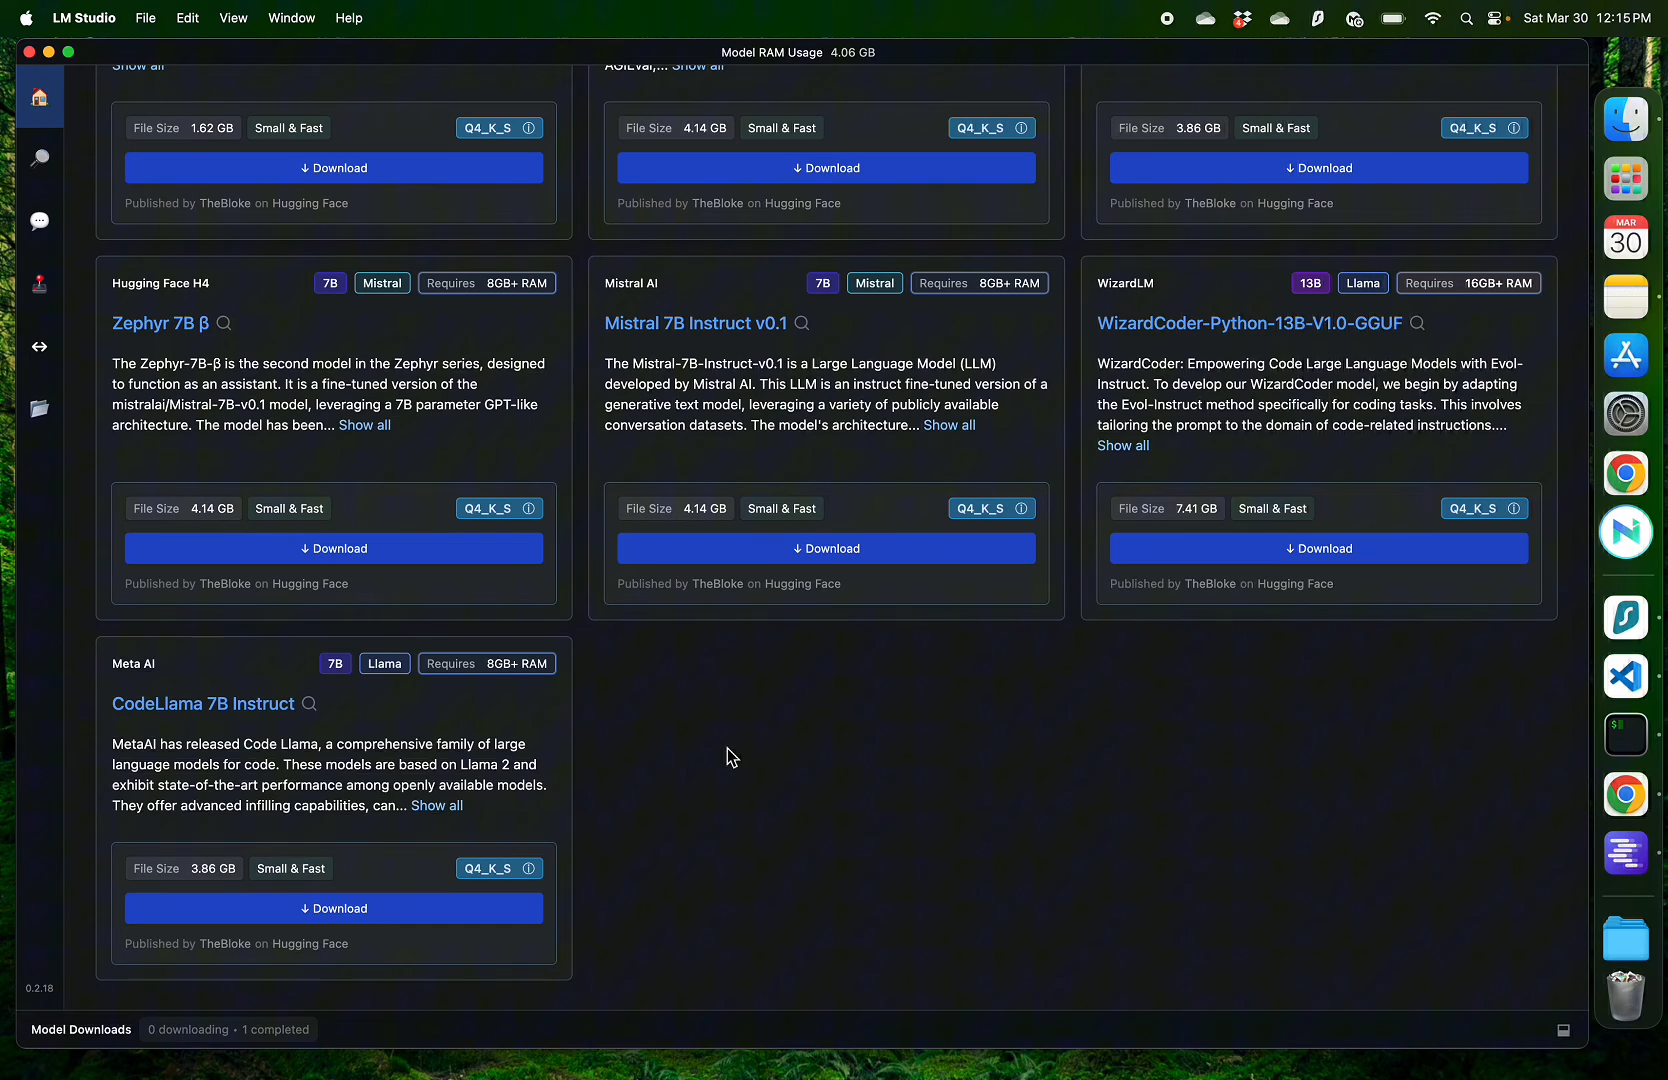 LM Studio File Edit View Window Help
4
Sat Mar 30 12:15 PM
Model RAM Usage 4.06 GB
Show all
AGIEval,... Show all
File Size 1.62 GB Small & Fast Q4_K_S ⓘ
↓ Download
Published by TheBloke on Hugging Face
File Size 4.14 GB Small & Fast Q4_K_S ⓘ
↓ Download
Published by TheBloke on Hugging Face
File Size 3.86 GB Small & Fast Q4_K_S ⓘ
↓ Download
Published by TheBloke on Hugging Face
Hugging Face H4 7B Mistral Requires 8GB+ RAM
Zephyr 7B β
The Zephyr-7B-β is the second model in the Zephyr series, designed
to function as an assistant. It is a fine-tuned version of the
mistralai/Mistral-7B-v0.1 model, leveraging a 7B parameter GPT-like
architecture. The model has been... Show all
File Size 4.14 GB Small & Fast Q4_K_S ⓘ
↓ Download
Published by TheBloke on Hugging Face
Mistral AI 7B Mistral Requires 8GB+ RAM
Mistral 7B Instruct v0.1
The Mistral-7B-Instruct-v0.1 is a Large Language Model (LLM)
developed by Mistral AI. This LLM is an instruct fine-tuned version of a
generative text model, leveraging a variety of publicly available
conversation datasets. The model's architecture... Show all
File Size 4.14 GB Small & Fast Q4_K_S ⓘ
↓ Download
Published by TheBloke on Hugging Face
WizardLM 13B Llama Requires 16GB+ RAM
WizardCoder-Python-13B-V1.0-GGUF
WizardCoder: Empowering Code Large Language Models with Evol-
Instruct. To develop our WizardCoder model, we begin by adapting
the Evol-Instruct method specifically for coding tasks. This involves
tailoring the prompt to the domain of code-related instructions....
Show all
File Size 7.41 GB Small & Fast Q4_K_S ⓘ
↓ Download
Published by TheBloke on Hugging Face
Meta AI 7B Llama Requires 8GB+ RAM
CodeLlama 7B Instruct
MetaAI has released Code Llama, a comprehensive family of large
language models for code. These models are based on Llama 2 and
exhibit state-of-the-art performance among openly available models.
They offer advanced infilling capabilities, can... Show all
File Size 3.86 GB Small & Fast Q4_K_S ⓘ
↓ Download
Published by TheBloke on Hugging Face
0.2.18
Model Downloads 0 downloading • 1 completed
MAR
30
$